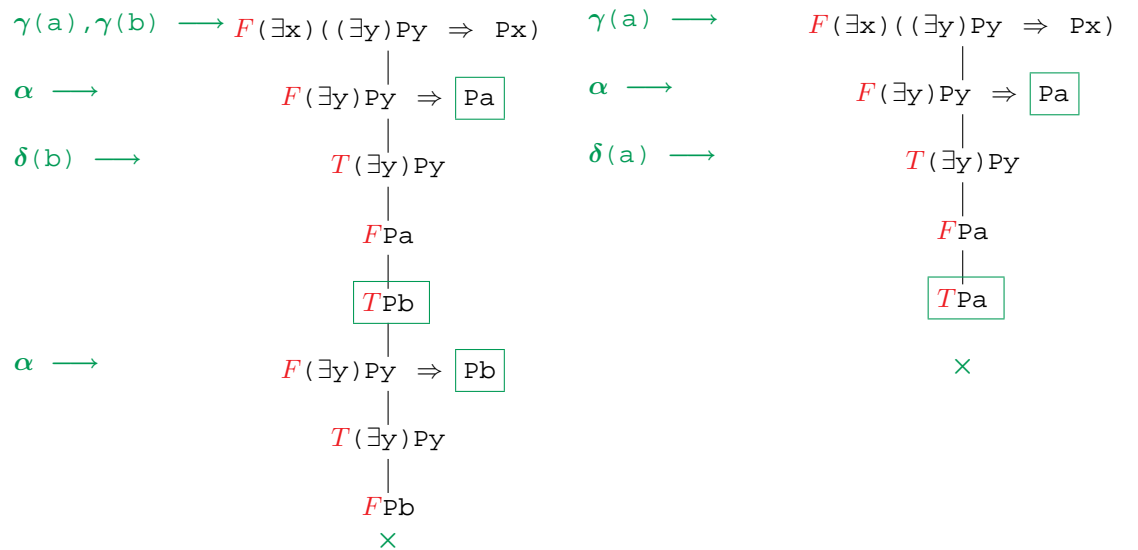 γ(a),γ(b) ⟶ F(∃x)((∃y)Py ⇒ Px)
α ⟶ F(∃y)Py ⇒ Pa
δ(b) ⟶ T(∃y)Py
FPa
TPb
α ⟶ F(∃y)Py ⇒ Pb
T(∃y)Py
FPb
×
γ(a) ⟶ F(∃x)((∃y)Py ⇒ Px)
α ⟶ F(∃y)Py ⇒ Pa
δ(a) ⟶ T(∃y)Py
FPa
TPa
×